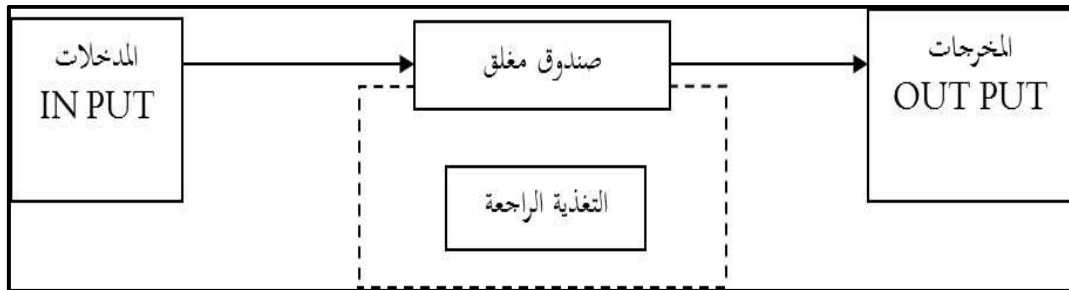 المدخلات
IN PUT
صندوق مغلق
المخرجات
OUT PUT
التغذية الراجعة